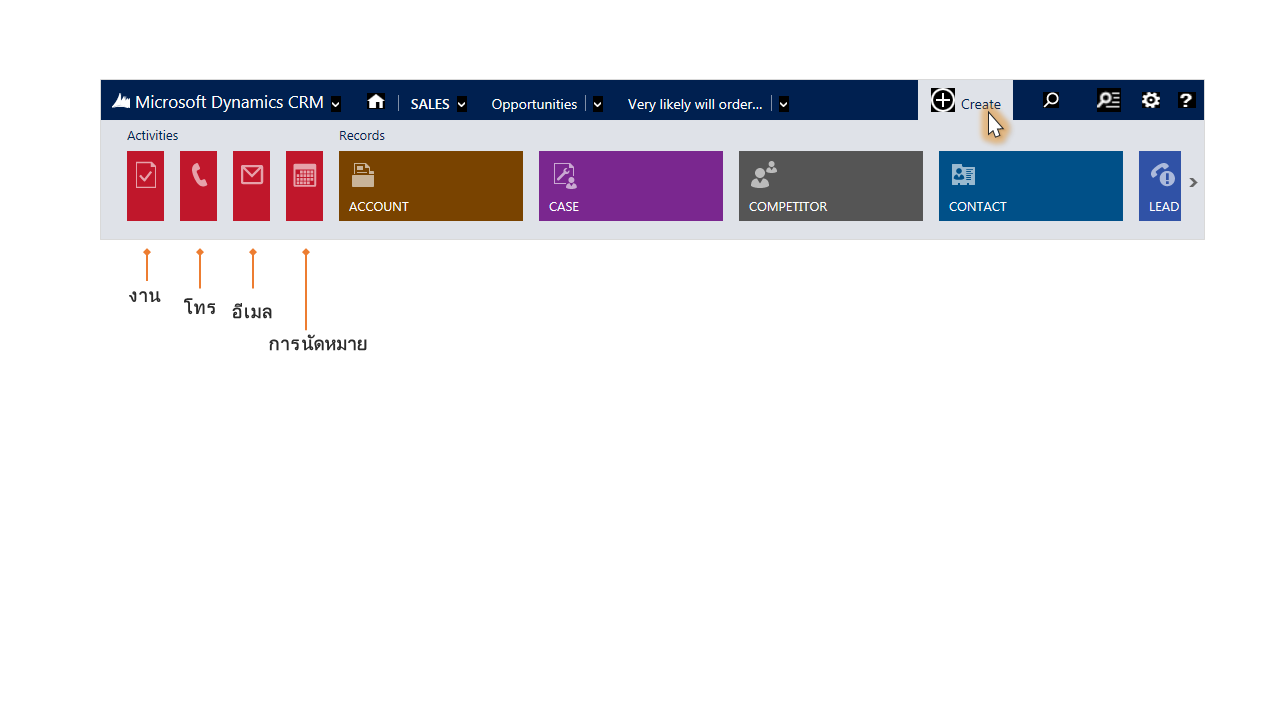 Microsoft Dynamics CRM SALES Opportunities Very likely will order... Create ?
Activities Records
ACCOUNT CASE COMPETITOR CONTACT LEAD
งาน
โทร
อีเมล
การนัดหมาย